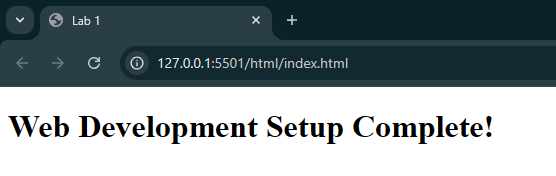 Lab 1
127.0.0.1:5501/html/index.html
Web Development Setup Complete!